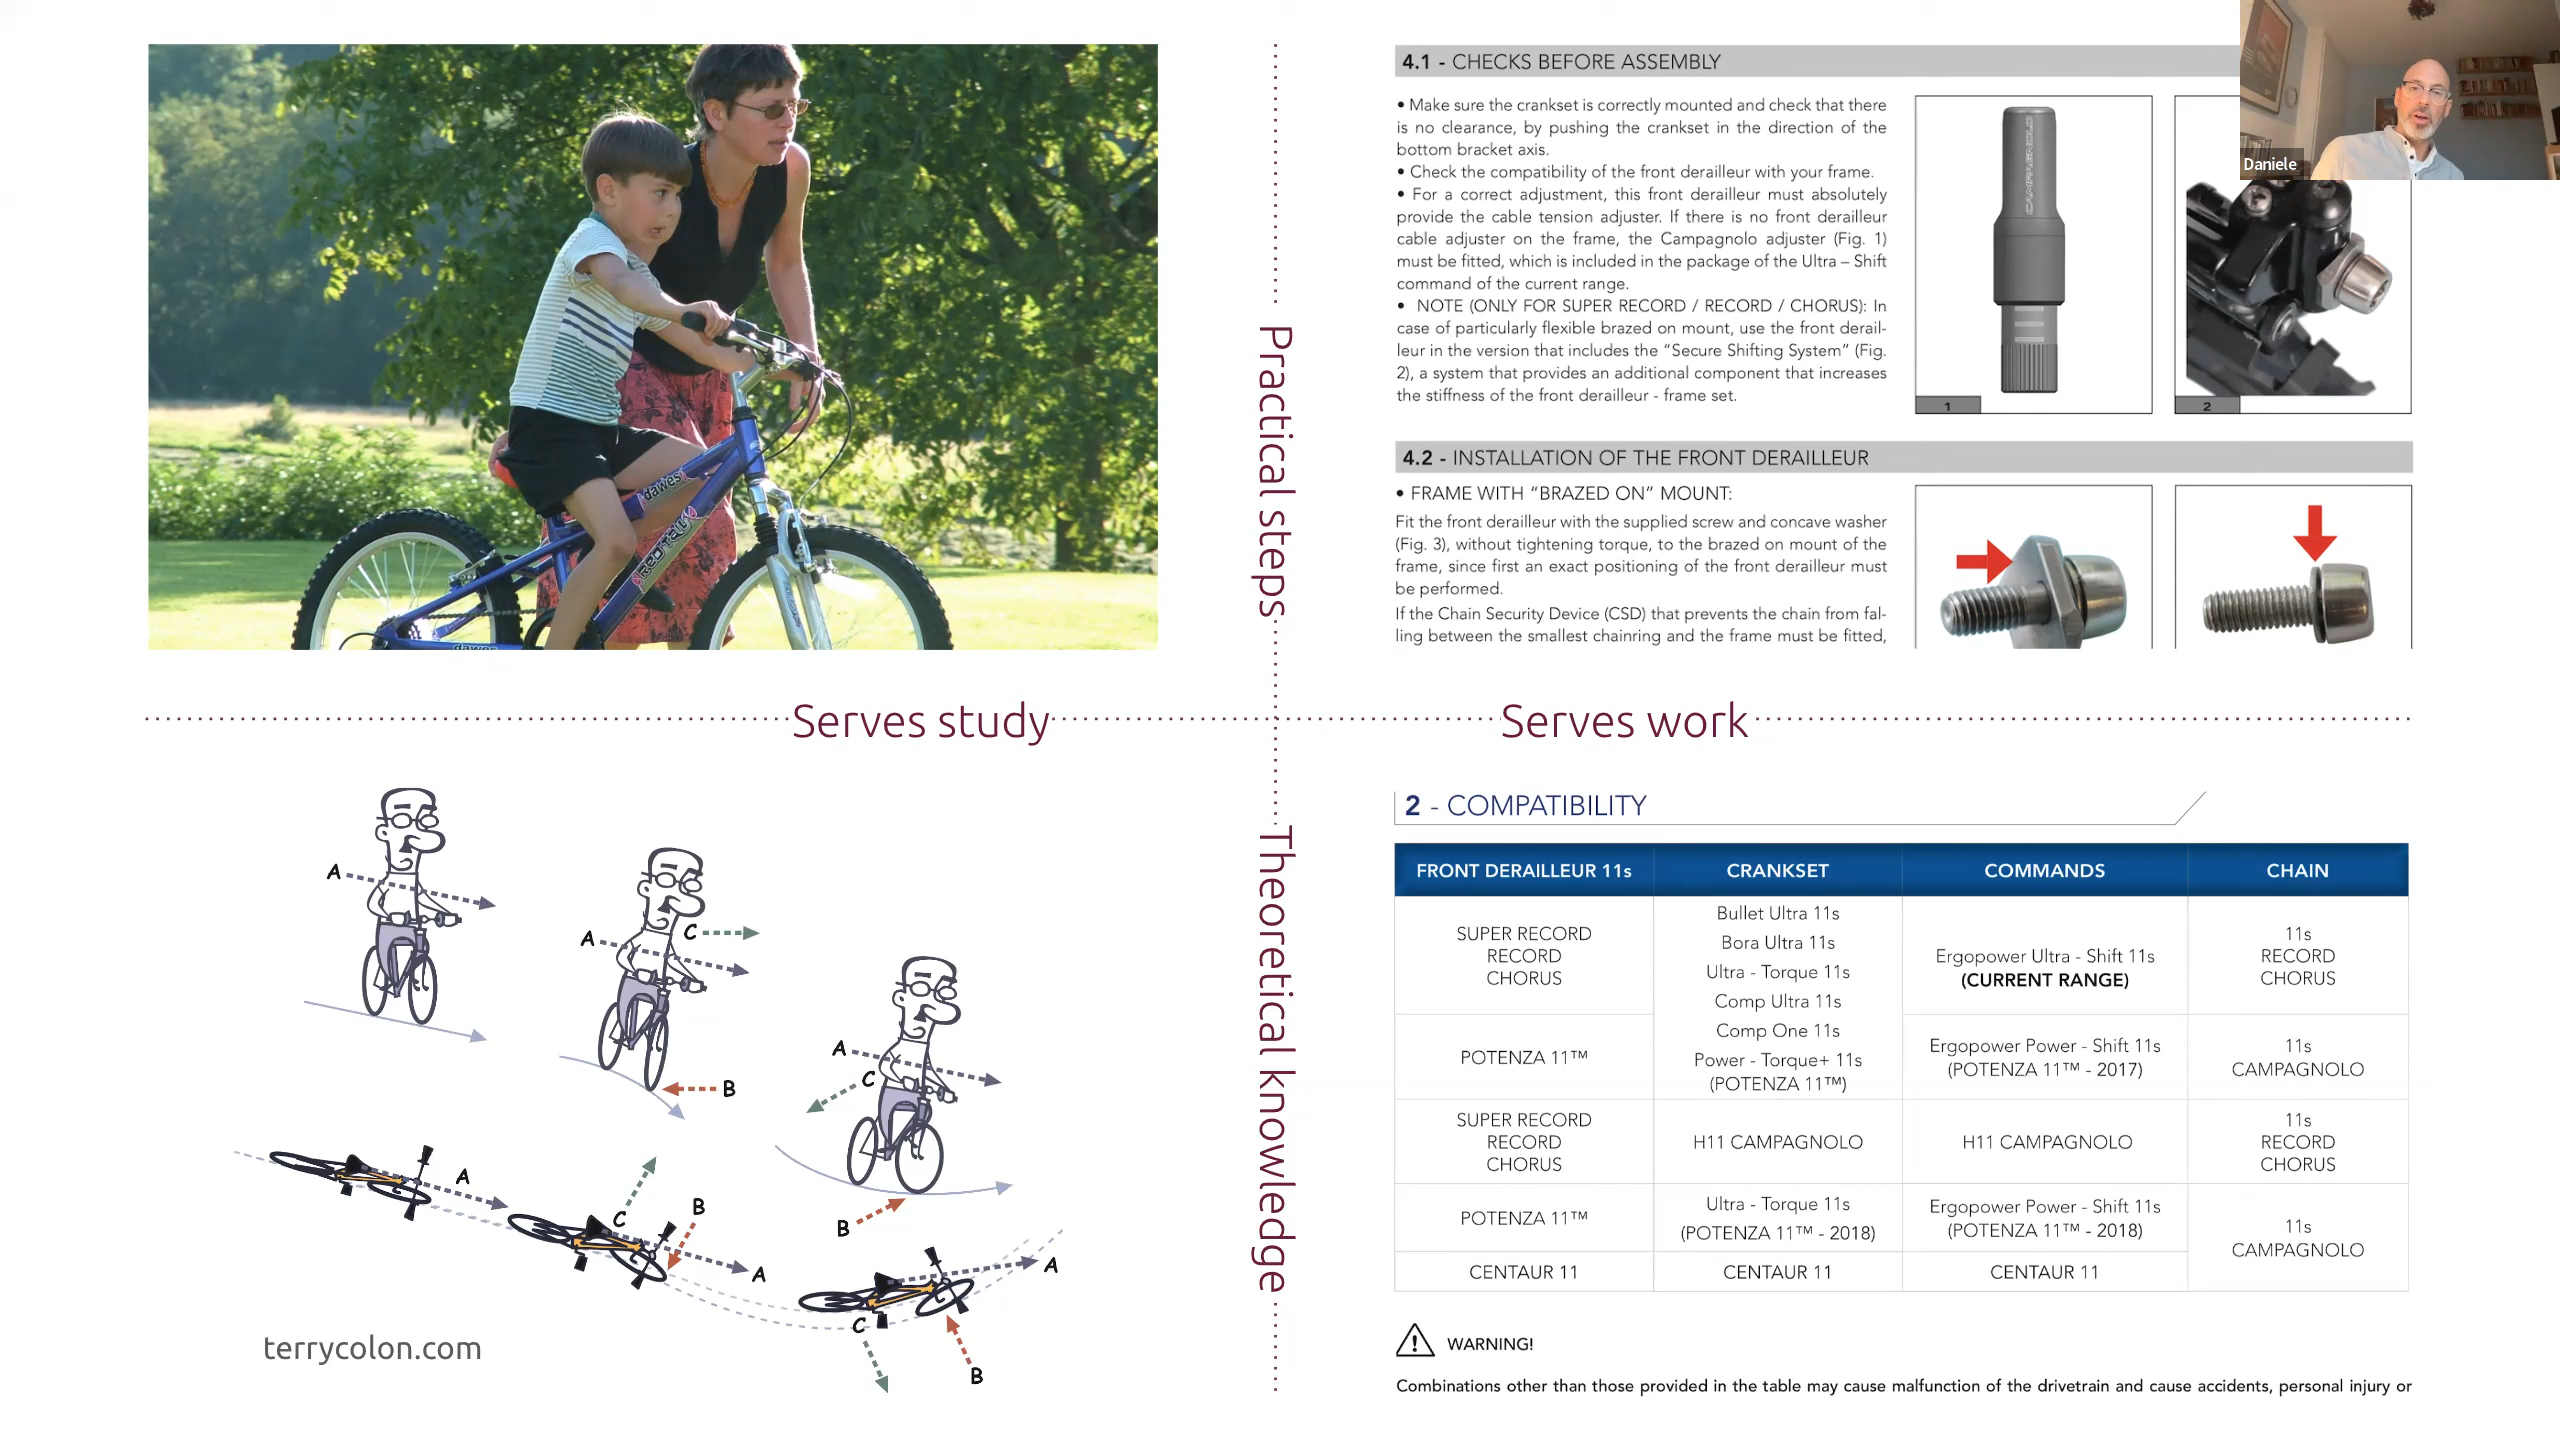 4.1 - CHECKS BEFORE ASSEMBLY
• Make sure the crankset is correctly mounted and check that there
is no clearance, by pushing the crankset in the direction of the
bottom bracket axis.
• Check the compatibility of the front derailleur with your frame.
• For a correct adjustment, this front derailleur must absolutely
provide the cable tension adjuster. If there is no front derailleur
cable adjuster on the frame, the Campagnolo adjuster (Fig. 1)
must be fitted, which is included in the package of the Ultra – Shift
command of the current range.
• NOTE (ONLY FOR SUPER RECORD / RECORD / CHORUS): In
case of particularly flexible brazed on mount, use the front derail-
leur in the version that includes the “Secure Shifting System” (Fig.
2), a system that provides an additional component that increases
the stiffness of the front derailleur - frame set.
CAMPAGNOLO
1
2
Daniele
dawes
REDTAIL
dawes
4.2 - INSTALLATION OF THE FRONT DERAILLEUR
• FRAME WITH “BRAZED ON” MOUNT:
Fit the front derailleur with the supplied screw and concave washer
(Fig. 3), without tightening torque, to the brazed on mount of the
frame, since first an exact positioning of the front derailleur must
be performed.
If the Chain Security Device (CSD) that prevents the chain from fal-
ling between the smallest chainring and the frame must be fitted,
Practical steps
Serves study
Serves work
Theoretical knowledge
A
A
C
B
A
C
B
A
C
B
A
A
C
B
terrycolon.com
2 - COMPATIBILITY
FRONT DERAILLEUR 11s CRANKSET COMMANDS CHAIN
SUPER RECORD
RECORD
CHORUS
Bullet Ultra 11s
Bora Ultra 11s
Ultra - Torque 11s
Comp Ultra 11s
Comp One 11s
Power - Torque+ 11s
(POTENZA 11™)
Ergopower Ultra - Shift 11s
(CURRENT RANGE)
11s
RECORD
CHORUS
POTENZA 11™
Ergopower Power - Shift 11s
(POTENZA 11™ - 2017)
11s
CAMPAGNOLO
SUPER RECORD
RECORD
CHORUS
H11 CAMPAGNOLO
H11 CAMPAGNOLO
11s
RECORD
CHORUS
POTENZA 11™
Ultra - Torque 11s
(POTENZA 11™ - 2018)
Ergopower Power - Shift 11s
(POTENZA 11™ - 2018)
11s
CAMPAGNOLO
CENTAUR 11
CENTAUR 11
CENTAUR 11
WARNING!
Combinations other than those provided in the table may cause malfunction of the drivetrain and cause accidents, personal injury or